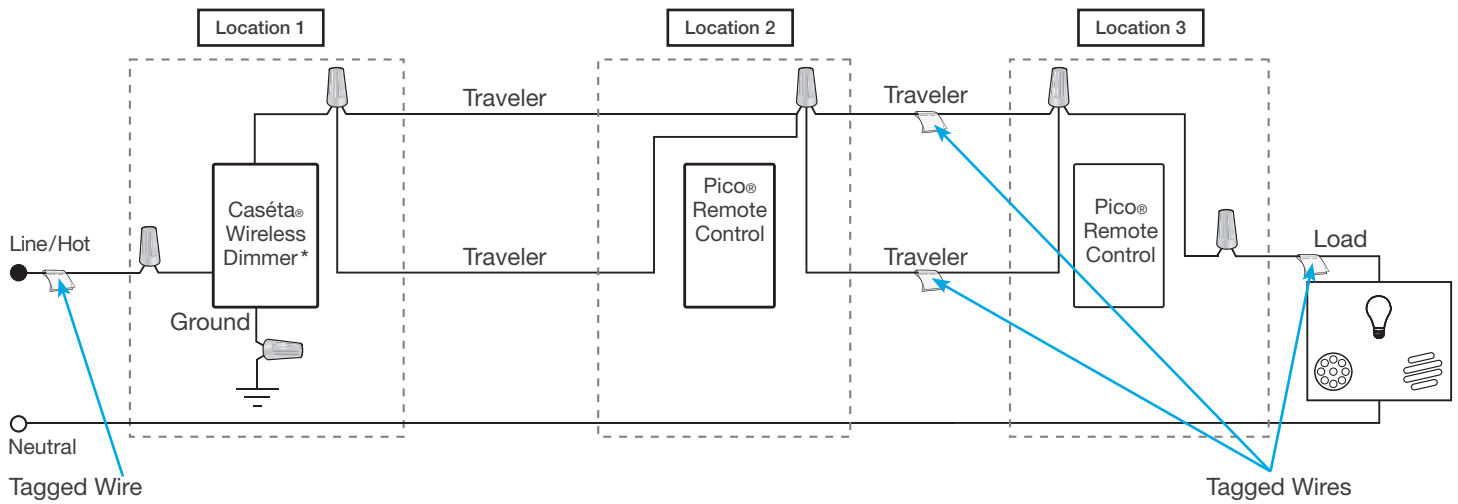 Location 1
Location 2
Location 3
Traveler
Traveler
Caséta®
Wireless
Dimmer*
Pico®
Remote
Control
Pico®
Remote
Control
Line/Hot
Traveler
Traveler
Load
Ground
Neutral
Tagged Wire
Tagged Wires